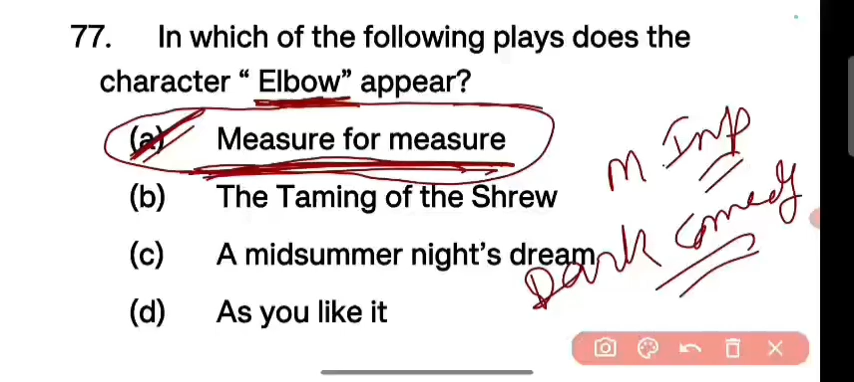 77. In which of the following plays does the
character “ Elbow” appear?
(a) Measure for measure
M Imp
(b) The Taming of the Shrew
(c) A midsummer night’s dream
Dark Comedy
(d) As you like it